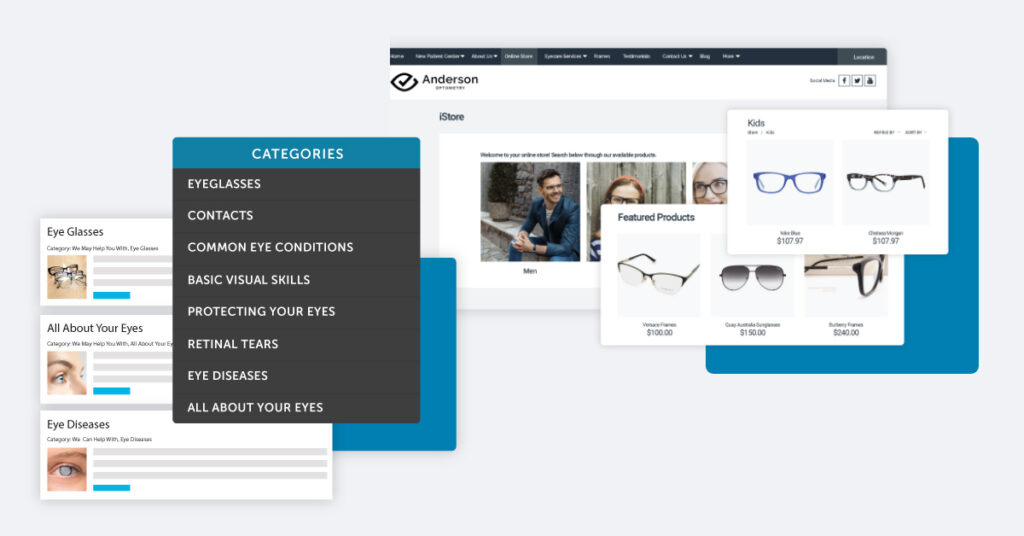 Home New Patient Center About Us Online Store Eyecare Services Frames Testimonials Contact Us Blog More Location
Anderson
OPTOMETRY
Social Media
iStore
Welcome to your online store! Search below through our available products.
Men
Kids
Store / Kids
REFINE BY SORT BY
Nike Blue
$107.97
Chelsea Morgan
$107.97
Featured Products
Versace Frames
$100.00
Quay Australia Sunglasses
$150.00
Burberry Frames
$240.00
CATEGORIES
EYEGLASSES
CONTACTS
COMMON EYE CONDITIONS
BASIC VISUAL SKILLS
PROTECTING YOUR EYES
RETINAL TEARS
EYE DISEASES
ALL ABOUT YOUR EYES
Eye Glasses
Category: We May Help You With, Eye Glasses
All About Your Eyes
Category: We May Help You With, All About Your Ey
Eye Diseases
Category: We Can Help With, Eye Diseases